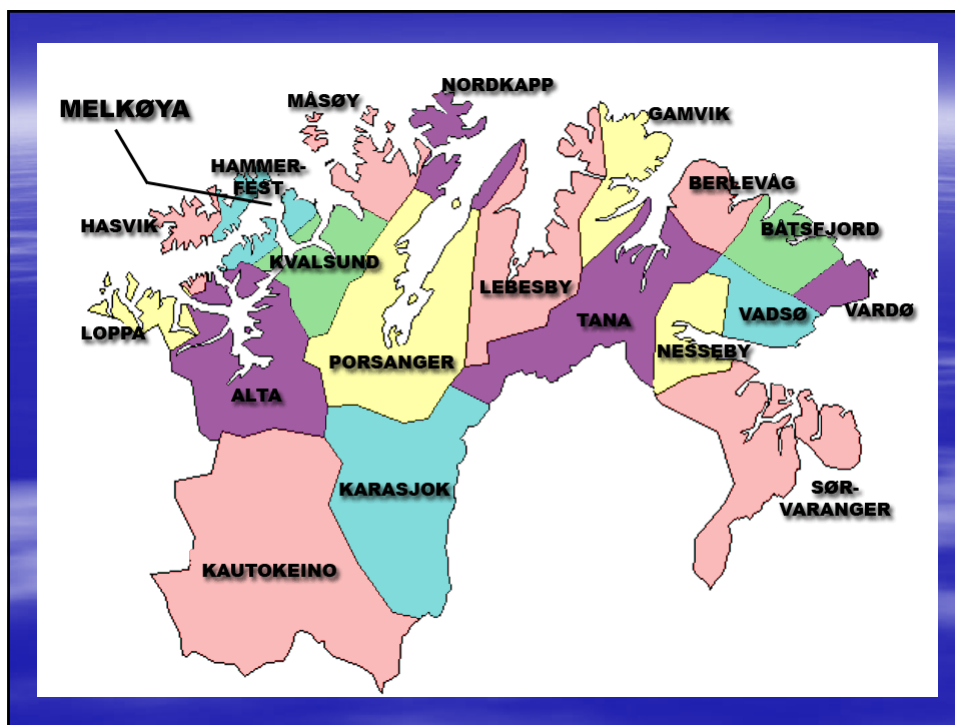 NORDKAPP
MÅSØY
MELKØYA
GAMVIK
HAMMER-
FEST
BERLEVÅG
HASVIK
BÅTSFJORD
KVALSUND
LEBESBY
VARDØ
TANA
VADSØ
LOPPA
NESSEBY
PORSANGER
ALTA
KARASJOK
SØR-
VARANGER
KAUTOKEINO